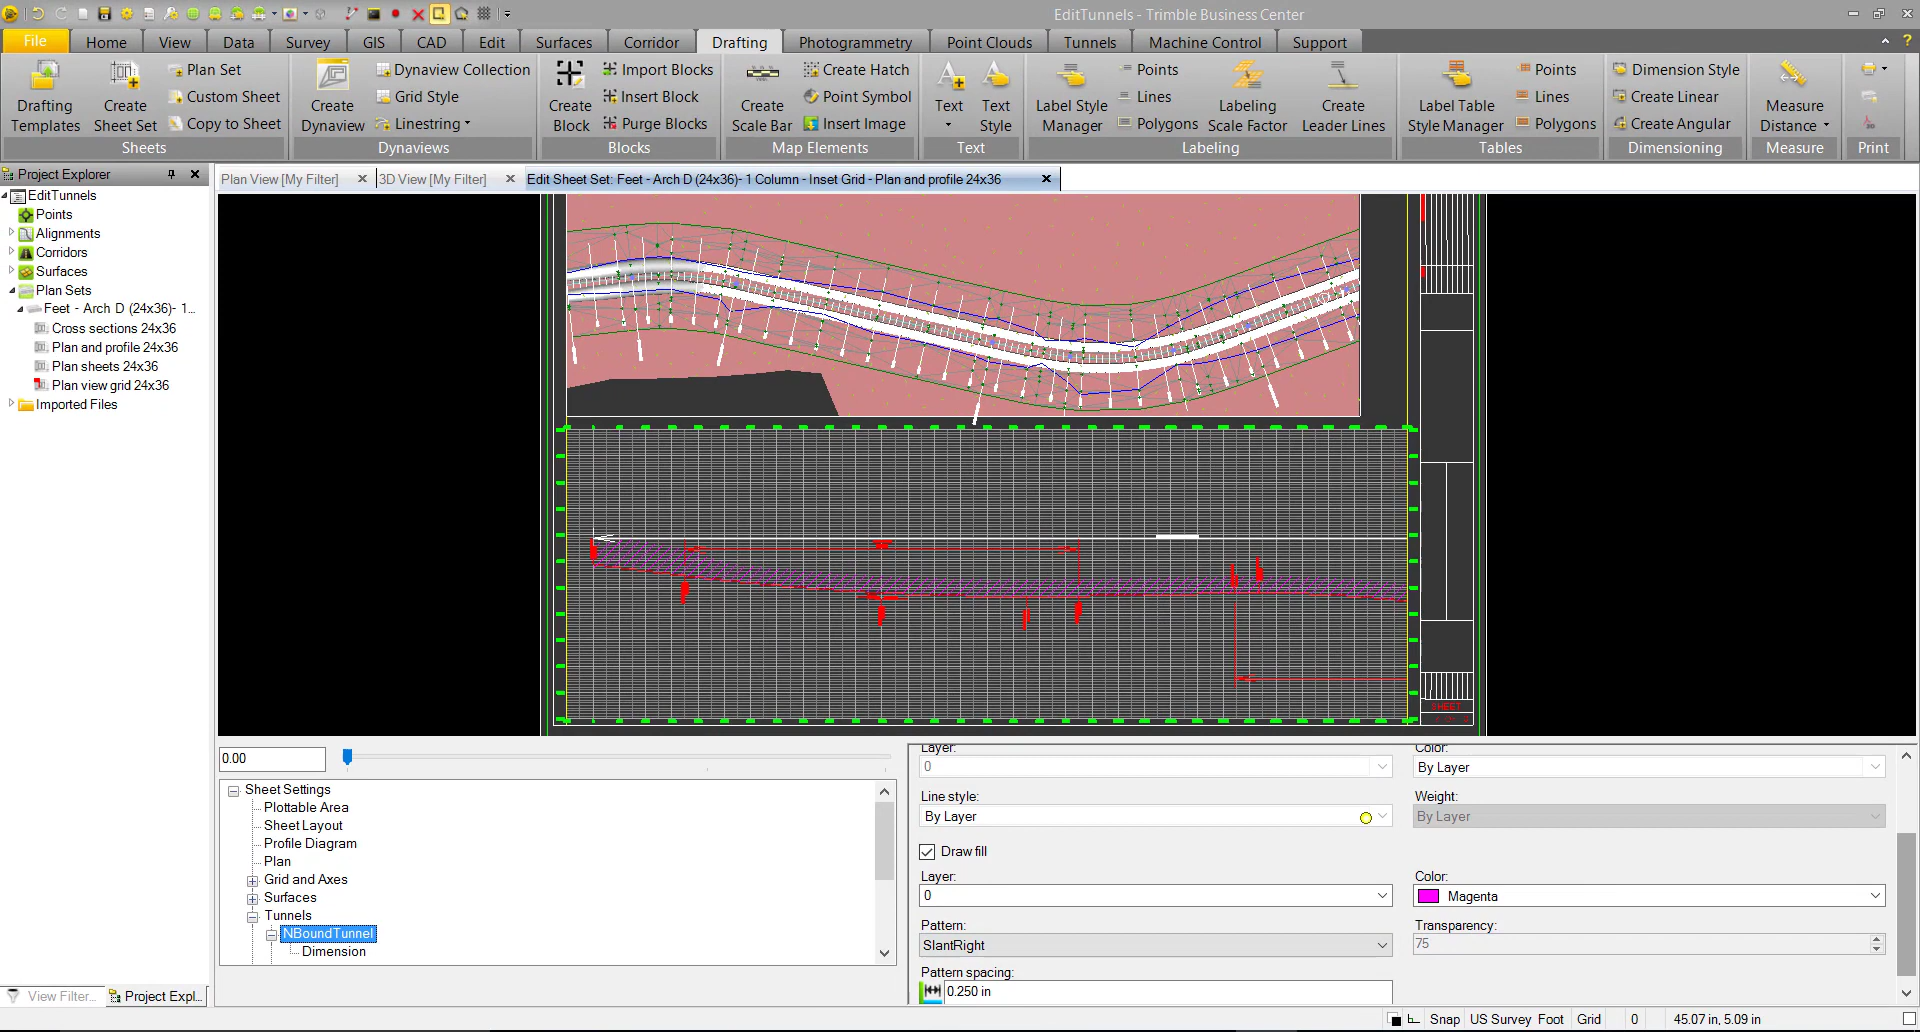 EditTunnels - Trimble Business Center
File Home View Data Survey GIS CAD Edit Surfaces Corridor Drafting Photogrammetry Point Clouds Tunnels Machine Control Support
Drafting Templates
Create Sheet Set
Plan Set
Custom Sheet
Copy to Sheet
Sheets
Create Dynaview
Dynaview Collection
Grid Style
Linestring
Dynaviews
Create Block
Import Blocks
Insert Block
Purge Blocks
Blocks
Create Scale Bar
Create Hatch
Point Symbol
Insert Image
Map Elements
Text
Text Style
Text
Label Style Manager
Points
Lines
Polygons
Labeling Scale Factor
Create Leader Lines
Labeling
Label Table Style Manager
Points
Lines
Polygons
Tables
Dimension Style
Create Linear
Create Angular
Dimensioning
Measure Distance
Measure
Print
Project Explorer
EditTunnels
Points
Alignments
Corridors
Surfaces
Plan Sets
Feet - Arch D (24x36)- 1...
Cross sections 24x36
Plan and profile 24x36
Plan sheets 24x36
Plan view grid 24x36
Imported Files
View Filter... Project Expl...
Plan View [My Filter] 3D View [My Filter] Edit Sheet Set: Feet - Arch D (24x36)- 1 Column - Inset Grid - Plan and profile 24x36
SHEET
0.00
Sheet Settings
Plottable Area
Sheet Layout
Profile Diagram
Plan
Grid and Axes
Surfaces
Tunnels
NBoundTunnel
Dimension
Layer: Color:
0 By Layer
Line style: Weight:
By Layer By Layer
Draw fill
Layer: Color:
0 Magenta
Pattern: Transparency:
SlantRight 75
Pattern spacing:
0.250 in
Snap US Survey Foot Grid 0 45.07 in, 5.09 in